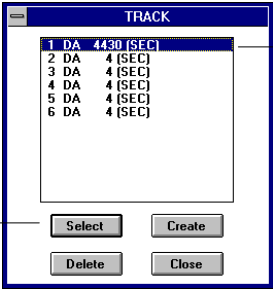 TRACK
1 DA 4430 (SEC)
2 DA 4 (SEC)
3 DA 4 (SEC)
4 DA 4 (SEC)
5 DA 4 (SEC)
6 DA 4 (SEC)
Select Create
Delete Close